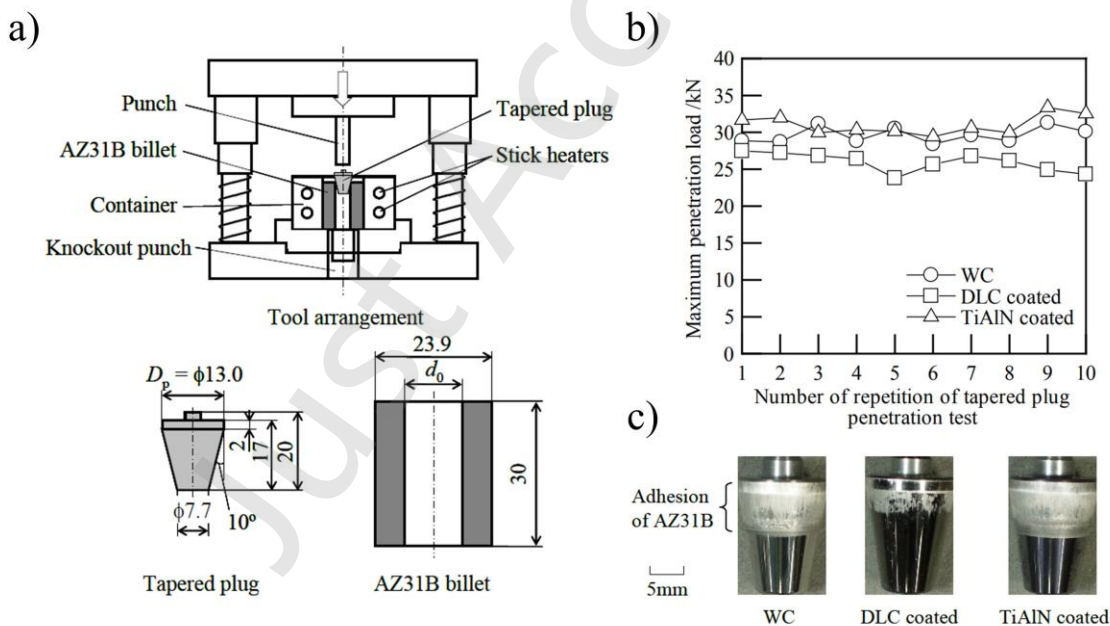 a)
Punch
AZ31B billet
Container
Knockout punch
Tapered plug
Stick heaters
Tool arrangement
Dp = ϕ13.0
2
17
20
ϕ7.7
10º
Tapered plug
23.9
d0
30
AZ31B billet
b)
Maximum penetration load /kN
40
35
30
25
20
15
10
5
0
WC
DLC coated
TiAlN coated
1 2 3 4 5 6 7 8 9 10
Number of repetition of tapered plug
penetration test
c)
Adhesion
of AZ31B
5mm
WC
DLC coated
TiAlN coated
Just Acc